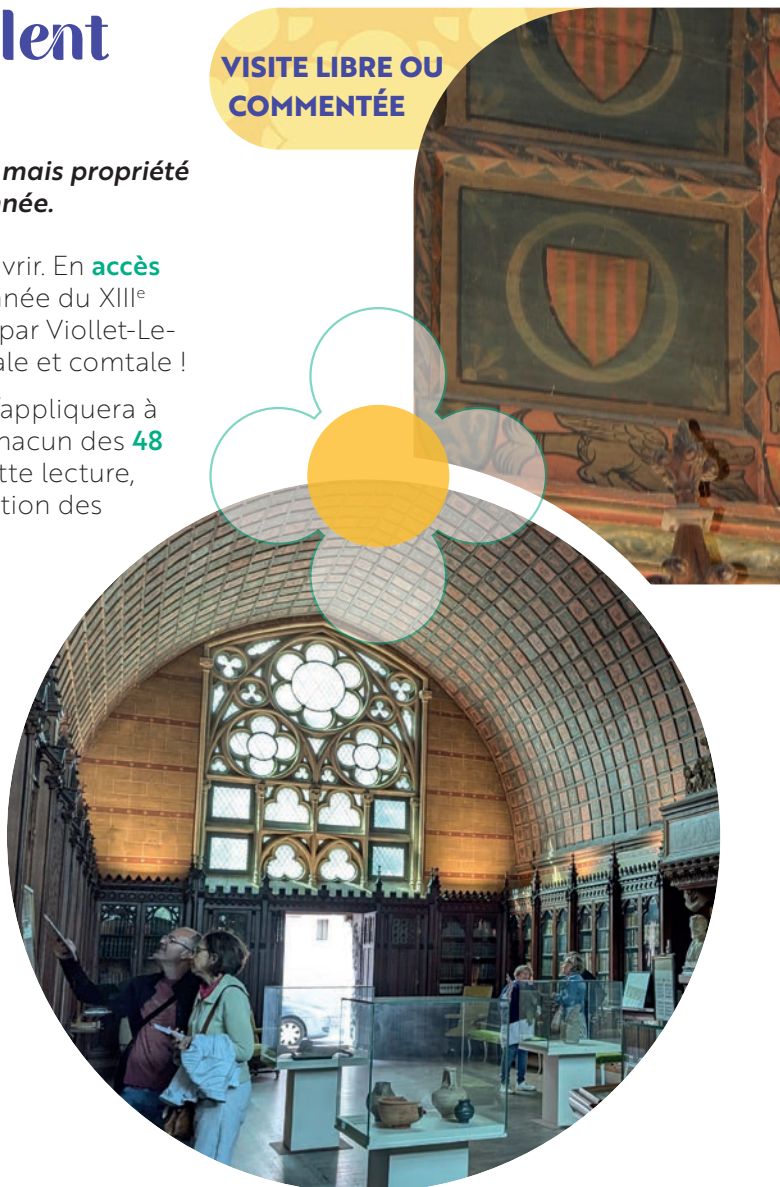 lent
VISITE LIBRE OU
COMMENTÉE
mais propriété
née.
vrir. En accès
née du XIIIᵉ
par Viollet-Le-
ale et comtale !
'appliquera à
hacun des 48
tte lecture,
tion des